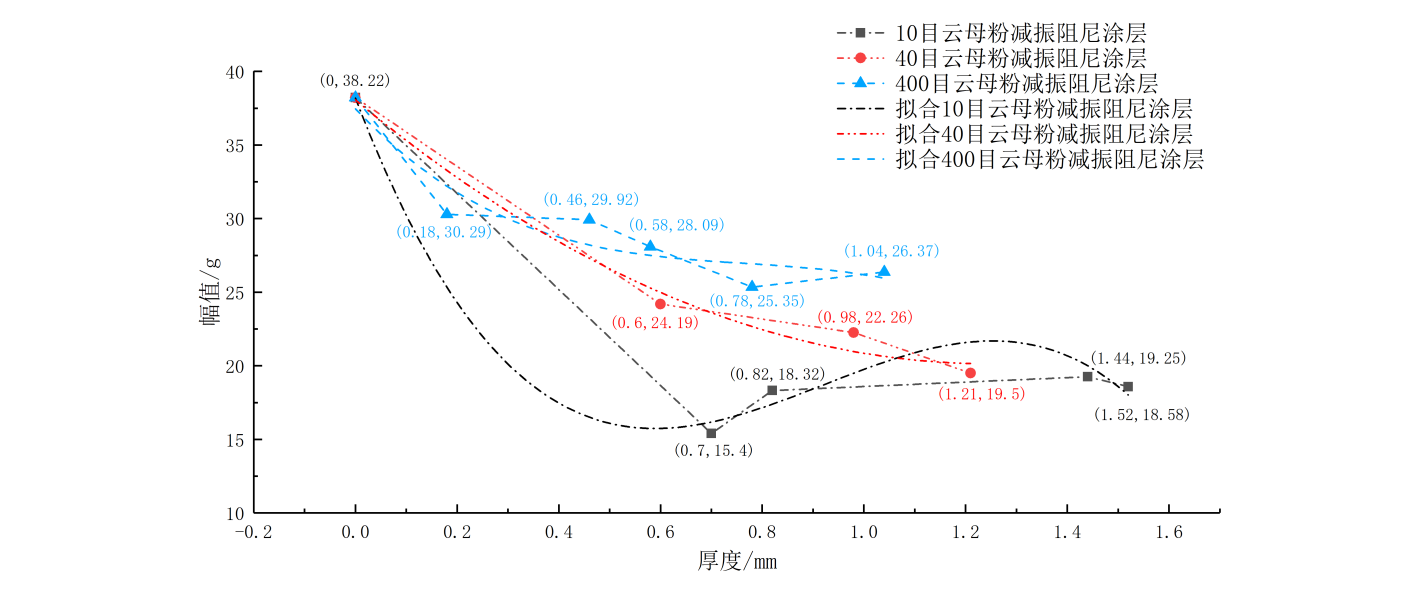 10目云母粉减振阻尼涂层
40目云母粉减振阻尼涂层
400目云母粉减振阻尼涂层
拟合10目云母粉减振阻尼涂层
拟合40目云母粉减振阻尼涂层
拟合400目云母粉减振阻尼涂层
40
35
30
25
20
15
10
幅值/g
(0,38.22)
(0.46,29.92)
(0.18,30.29)
(0.58,28.09)
(1.04,26.37)
(0.78,25.35)
(0.6,24.19)
(0.98,22.26)
(0.82,18.32)
(1.44,19.25)
(1.21,19.5)
(1.52,18.58)
(0.7,15.4)
-0.2 0.0 0.2 0.4 0.6 0.8 1.0 1.2 1.4 1.6
厚度/mm